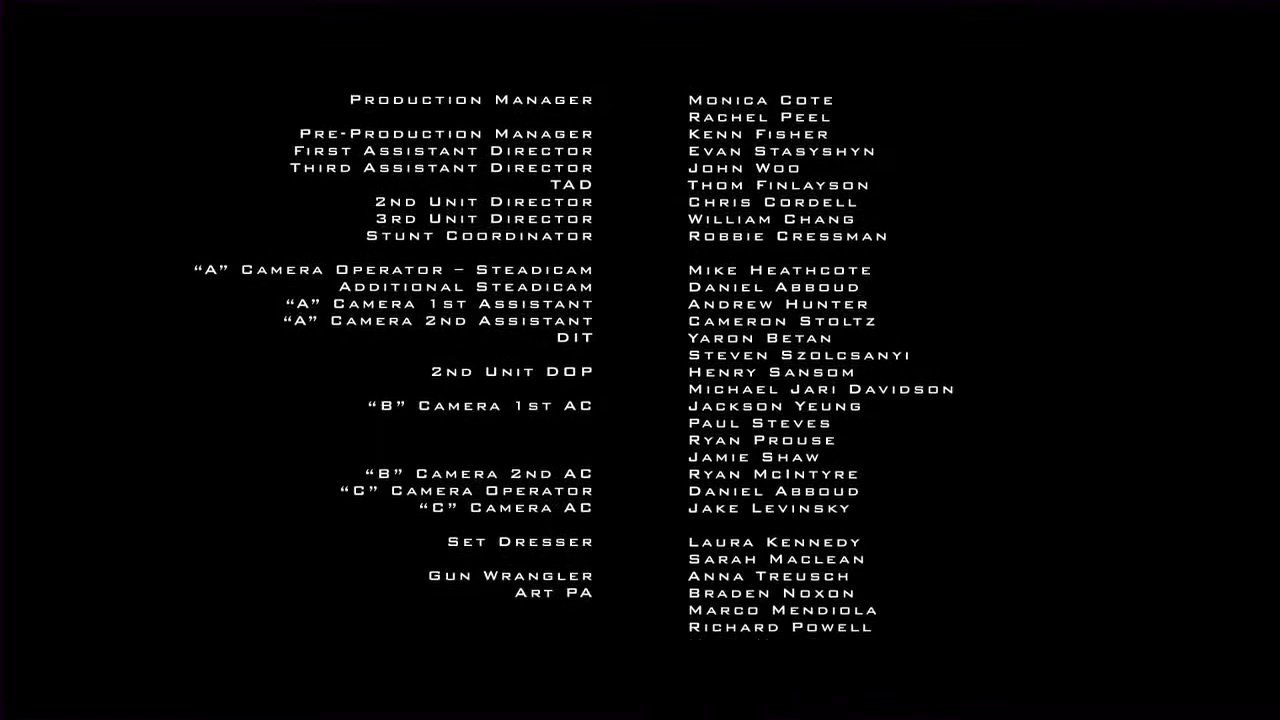 Production Manager Monica Cote
Rachel Peel
Pre-Production Manager Kenn Fisher
First Assistant Director Evan Stasyshyn
Third Assistant Director John Woo
TAD Thom Finlayson
2nd Unit Director Chris Cordell
3rd Unit Director William Chang
Stunt Coordinator Robbie Cressman
“A” Camera Operator – Steadicam Mike Heathcote
Additional Steadicam Daniel Abboud
“A” Camera 1st Assistant Andrew Hunter
“A” Camera 2nd Assistant Cameron Stoltz
DIT Yaron Betan
Steven Szolcsanyi
2nd Unit DOP Henry Sansom
Michael Jari Davidson
“B” Camera 1st AC Jackson Yeung
Paul Steves
Ryan Prouse
Jamie Shaw
“B” Camera 2nd AC Ryan McIntyre
“C” Camera Operator Daniel Abboud
“C” Camera AC Jake Levinsky
Set Dresser Laura Kennedy
Sarah Maclean
Gun Wrangler Anna Treusch
Art PA Braden Noxon
Marco Mendiola
Richard Powell